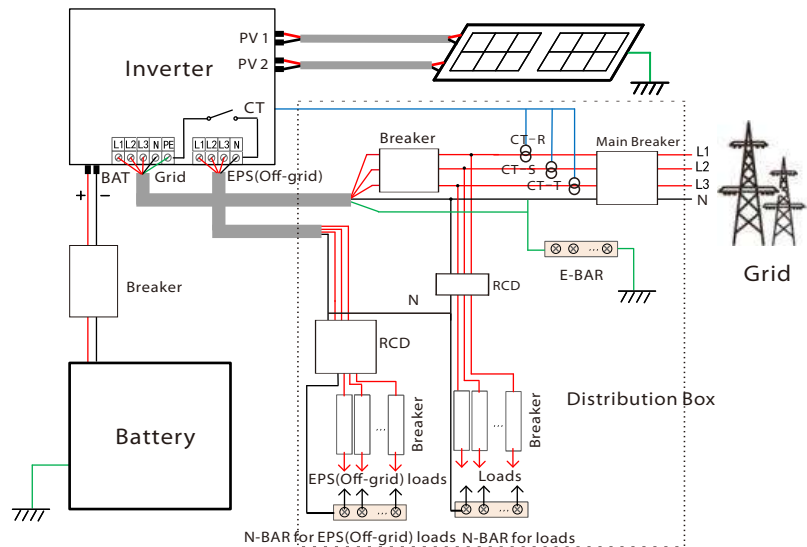 PV 1
PV 2
Inverter
CT
L1 L2 L3 N PE
L1 L2 L3 N
BAT
Grid
EPS(Off-grid)
+
−
Breaker
Battery
Breaker
CT-R
CT-S
CT-T
Main Breaker
L1
L2
L3
N
Grid
E-BAR
RCD
N
RCD
...
Breaker
...
Breaker
Distribution Box
EPS(Off-grid) loads
Loads
...
...
...
N-BAR for EPS(Off-grid) loads
N-BAR for loads